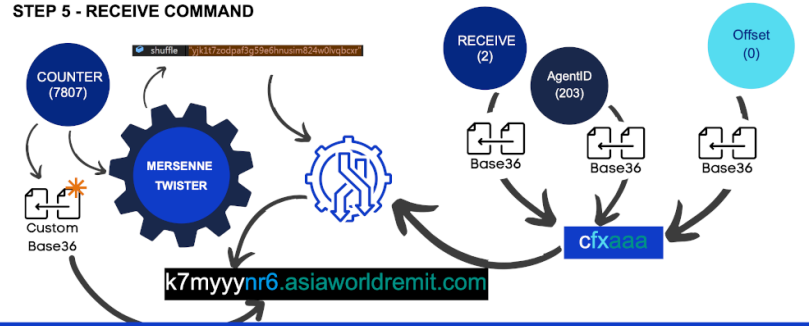 STEP 5 - RECEIVE COMMAND
shuffle "yjk1t7zodpaf3g59e6hnusim824w0lvqbcxr"
COUNTER
(7807)
RECEIVE
(2)
AgentID
(203)
Offset
(0)
MERSENNE
TWISTER
Custom
Base36
Base36
Base36
Base36
cfxaaa
k7myyynr6.asiaworldremit.com